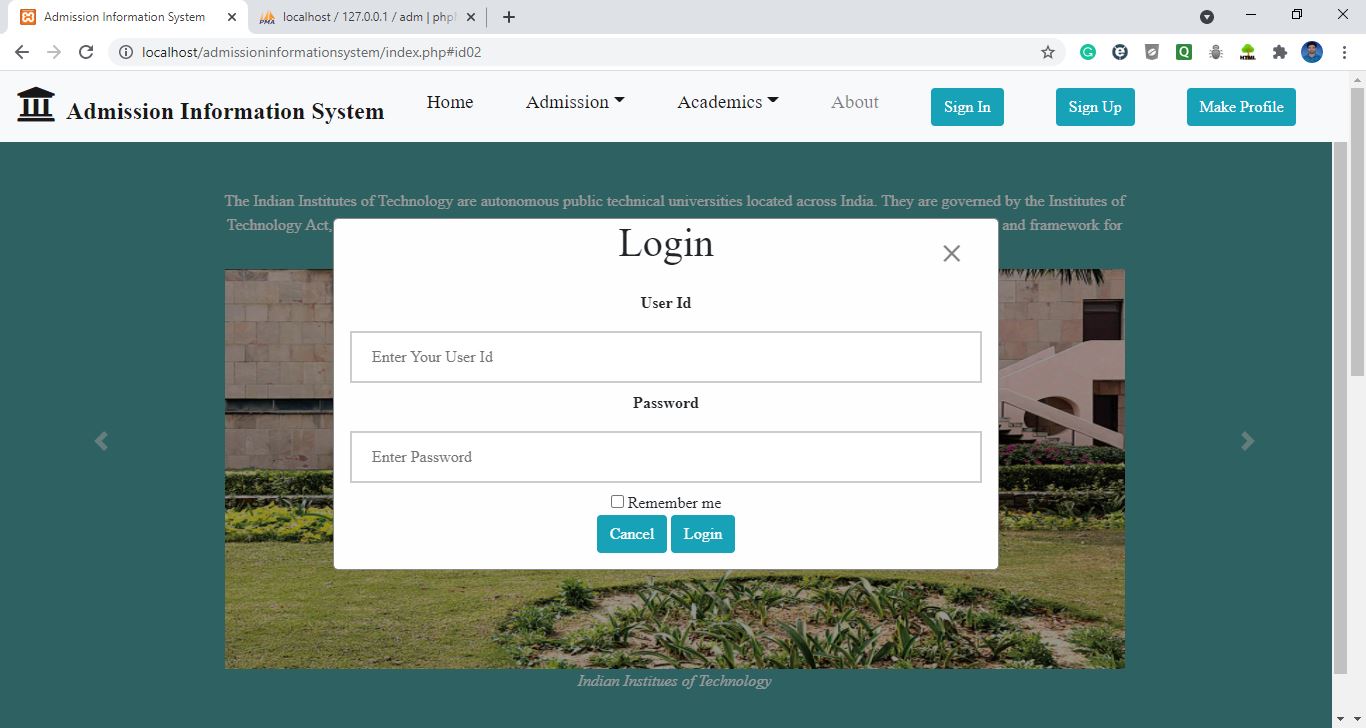 Admission Information System
localhost / 127.0.0.1 / adm | php
localhost/admissioninformationsystem/index.php#id02
Admission Information System
Home
Admission
Academics
About
Sign In
Sign Up
Make Profile
The Indian Institutes of Technology are autonomous public technical universities located across India. They are governed by the Institutes of
Technology Act, and framework for
Login
User Id
Enter Your User Id
Password
Enter Password
Remember me
Cancel
Login
Indian Institues of Technology